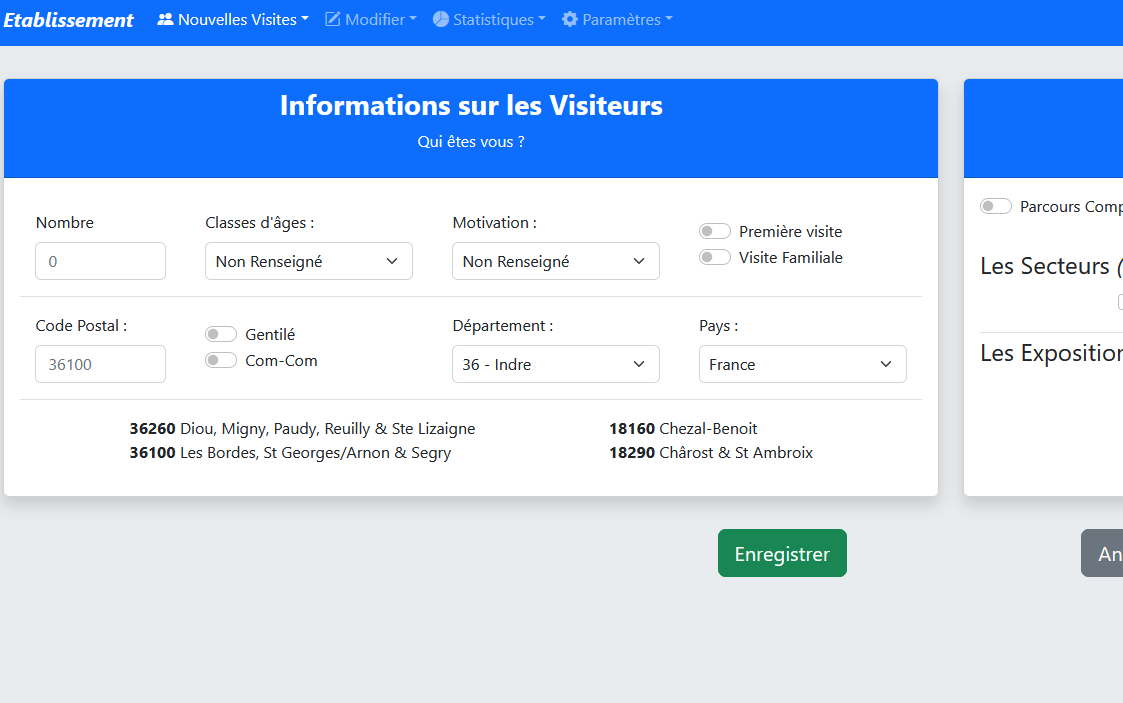 Etablissement Nouvelles Visites Modifier Statistiques Paramètres
Informations sur les Visiteurs
Qui êtes vous ?
Nombre Classes d'âges : Motivation :
0 Non Renseigné Non Renseigné
Première visite
Visite Familiale
Code Postal : Département : Pays :
36100 36 - Indre France
Gentilé
Com-Com
36260 Diou, Migny, Paudy, Reuilly & Ste Lizaigne
36100 Les Bordes, St Georges/Arnon & Segry
18160 Chezal-Benoit
18290 Chârost & St Ambroix
Parcours Comp
Les Secteurs (
Les Exposition
Enregistrer An